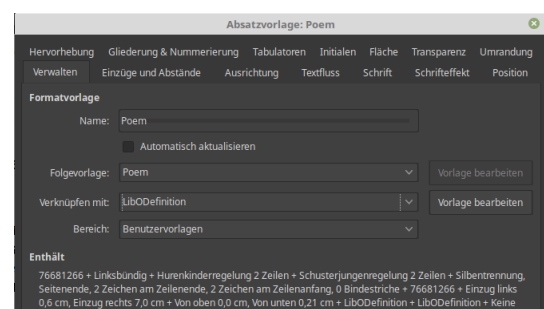 Absatzvorlage: Poem
Hervorhebung Gliederung & Nummerierung Tabulatoren Initialen Fläche Transparenz Umrandung
Verwalten Einzüge und Abstände Ausrichtung Textfluss Schrift Schrifteffekt Position
Formatvorlage
Name: Poem
Automatisch aktualisieren
Folgevorlage: Poem Vorlage bearbeiten
Verknüpfen mit: LibODefinition Vorlage bearbeiten
Bereich: Benutzervorlagen
Enthält
76681266 + Linksbündig + Hurenkinderregelung 2 Zeilen + Schusterjungenregelung 2 Zeilen + Silbentrennung,
Seitenende, 2 Zeichen am Zeilenende, 2 Zeichen am Zeilenanfang, 0 Bindestriche + 76681266 + Einzug links
0,6 cm, Einzug rechts 7,0 cm + Von oben 0,0 cm, Von unten 0,21 cm + LibODefinition + LibODefinition + Keine